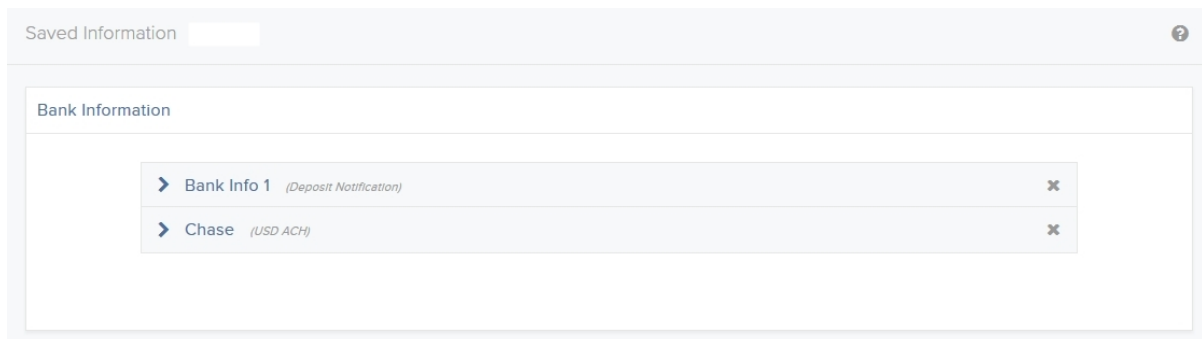 Saved Information
Bank Information
Bank Info 1 (Deposit Notification)
Chase (USD ACH)